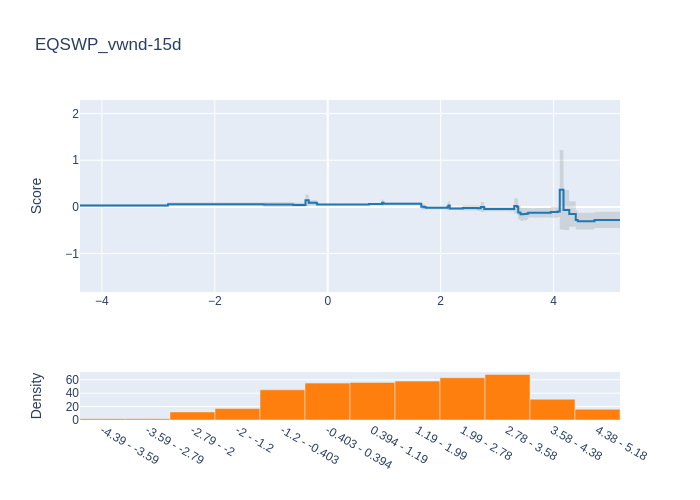 EQSWP_vwnd-15d
Score
2
1
0
−1
−4
−2
0
2
4
Density
60
40
20
0
-4.39 - -3.59
-3.59 - -2.79
-2.79 - -2
-2 - -1.2
-1.2 - -0.403
-0.403 - 0.394
0.394 - 1.19
1.19 - 1.99
1.99 - 2.78
2.78 - 3.58
3.58 - 4.38
4.38 - 5.18